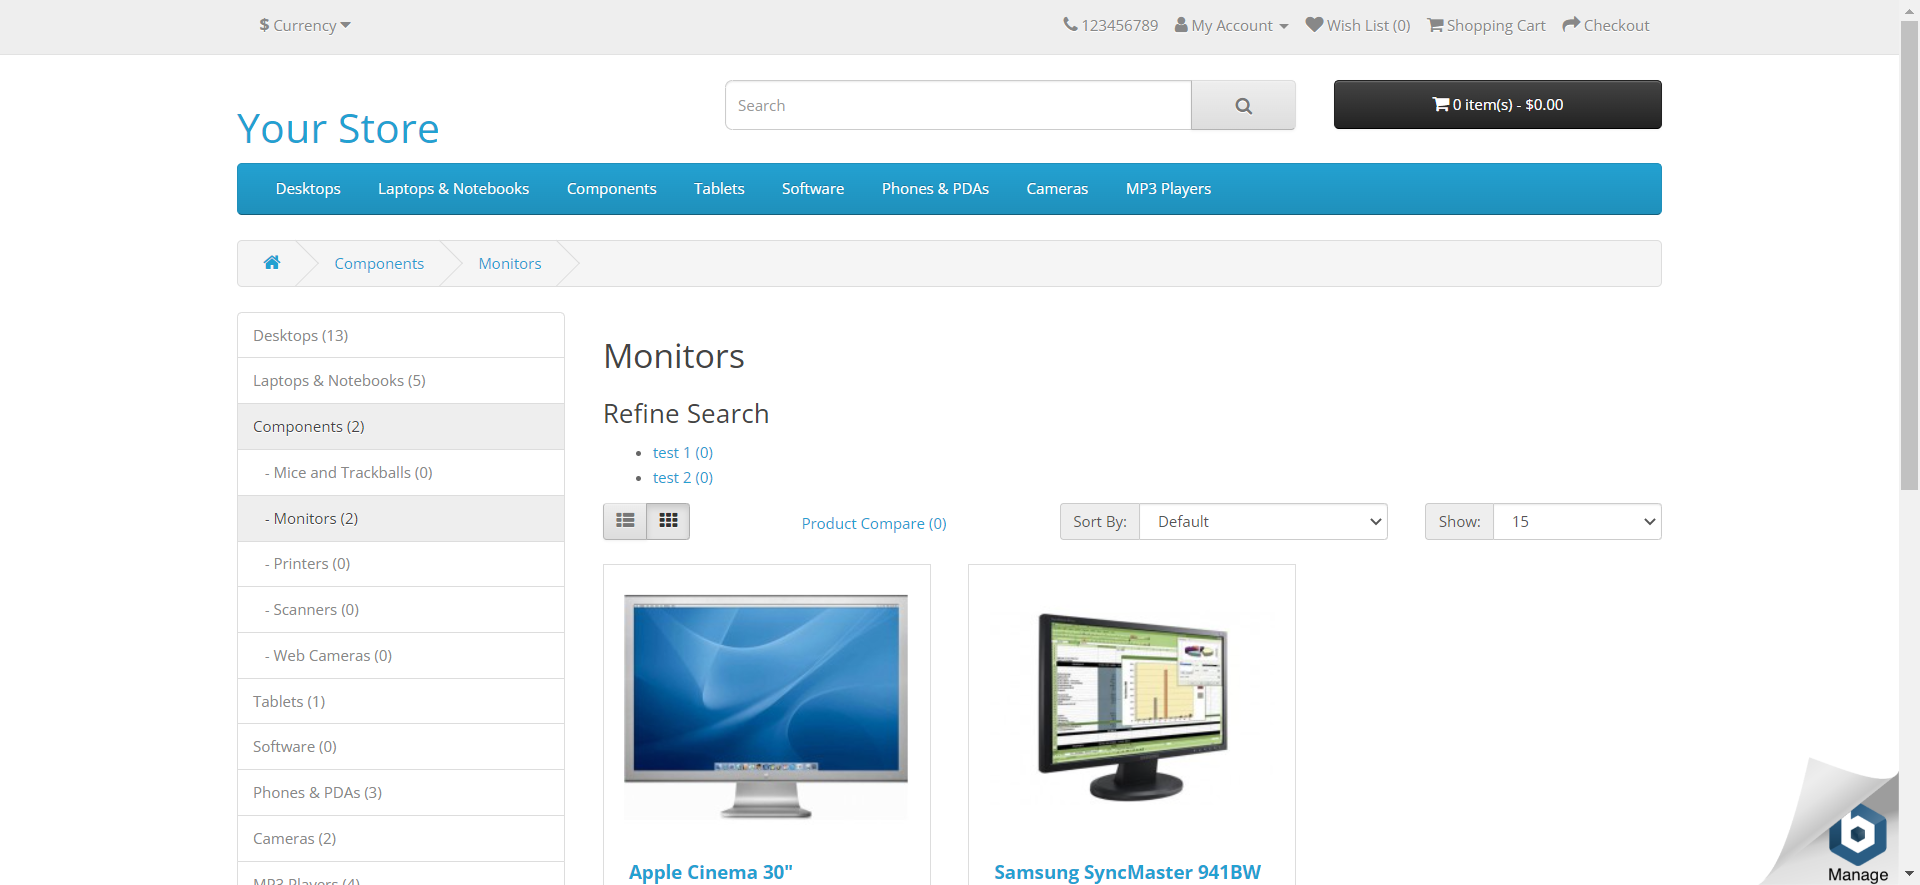 $ Currency
123456789 My Account Wish List (0) Shopping Cart Checkout
Your Store
Search
0 item(s) - $0.00
Desktops Laptops & Notebooks Components Tablets Software Phones & PDAs Cameras MP3 Players
Components Monitors
Desktops (13)
Laptops & Notebooks (5)
Components (2)
- Mice and Trackballs (0)
- Monitors (2)
- Printers (0)
- Scanners (0)
- Web Cameras (0)
Tablets (1)
Software (0)
Phones & PDAs (3)
Cameras (2)
MP3 Players (4)
Monitors
Refine Search
test 1 (0)
test 2 (0)
Product Compare (0)
Sort By: Default
Show: 15
Apple Cinema 30"
Samsung SyncMaster 941BW
Manage